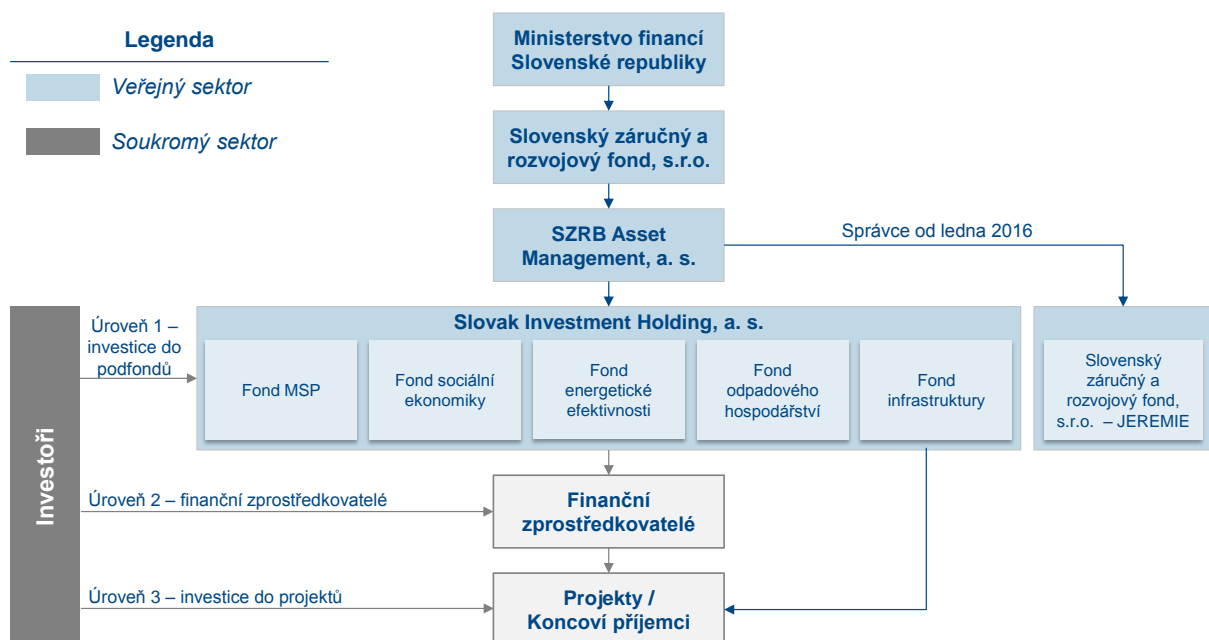 Legenda
Veřejný sektor
Soukromý sektor
Ministerstvo financí
Slovenské republiky
Slovenský záručný a
rozvojový fond, s.r.o.
SZRB Asset
Management, a. s.
Správce od ledna 2016
Investoři
Úroveň 1 –
investice do
podfondů
Slovak Investment Holding, a. s.
Fond MSP
Fond sociální
ekonomiky
Fond
energetické
efektivnosti
Fond
odpadového
hospodářství
Fond
infrastruktury
Slovenský
záručný a
rozvojový fond,
s.r.o. – JEREMIE
Úroveň 2 – finanční zprostředkovatelé
Finanční
zprostředkovatelé
Úroveň 3 – investice do projektů
Projekty /
Koncoví příjemci